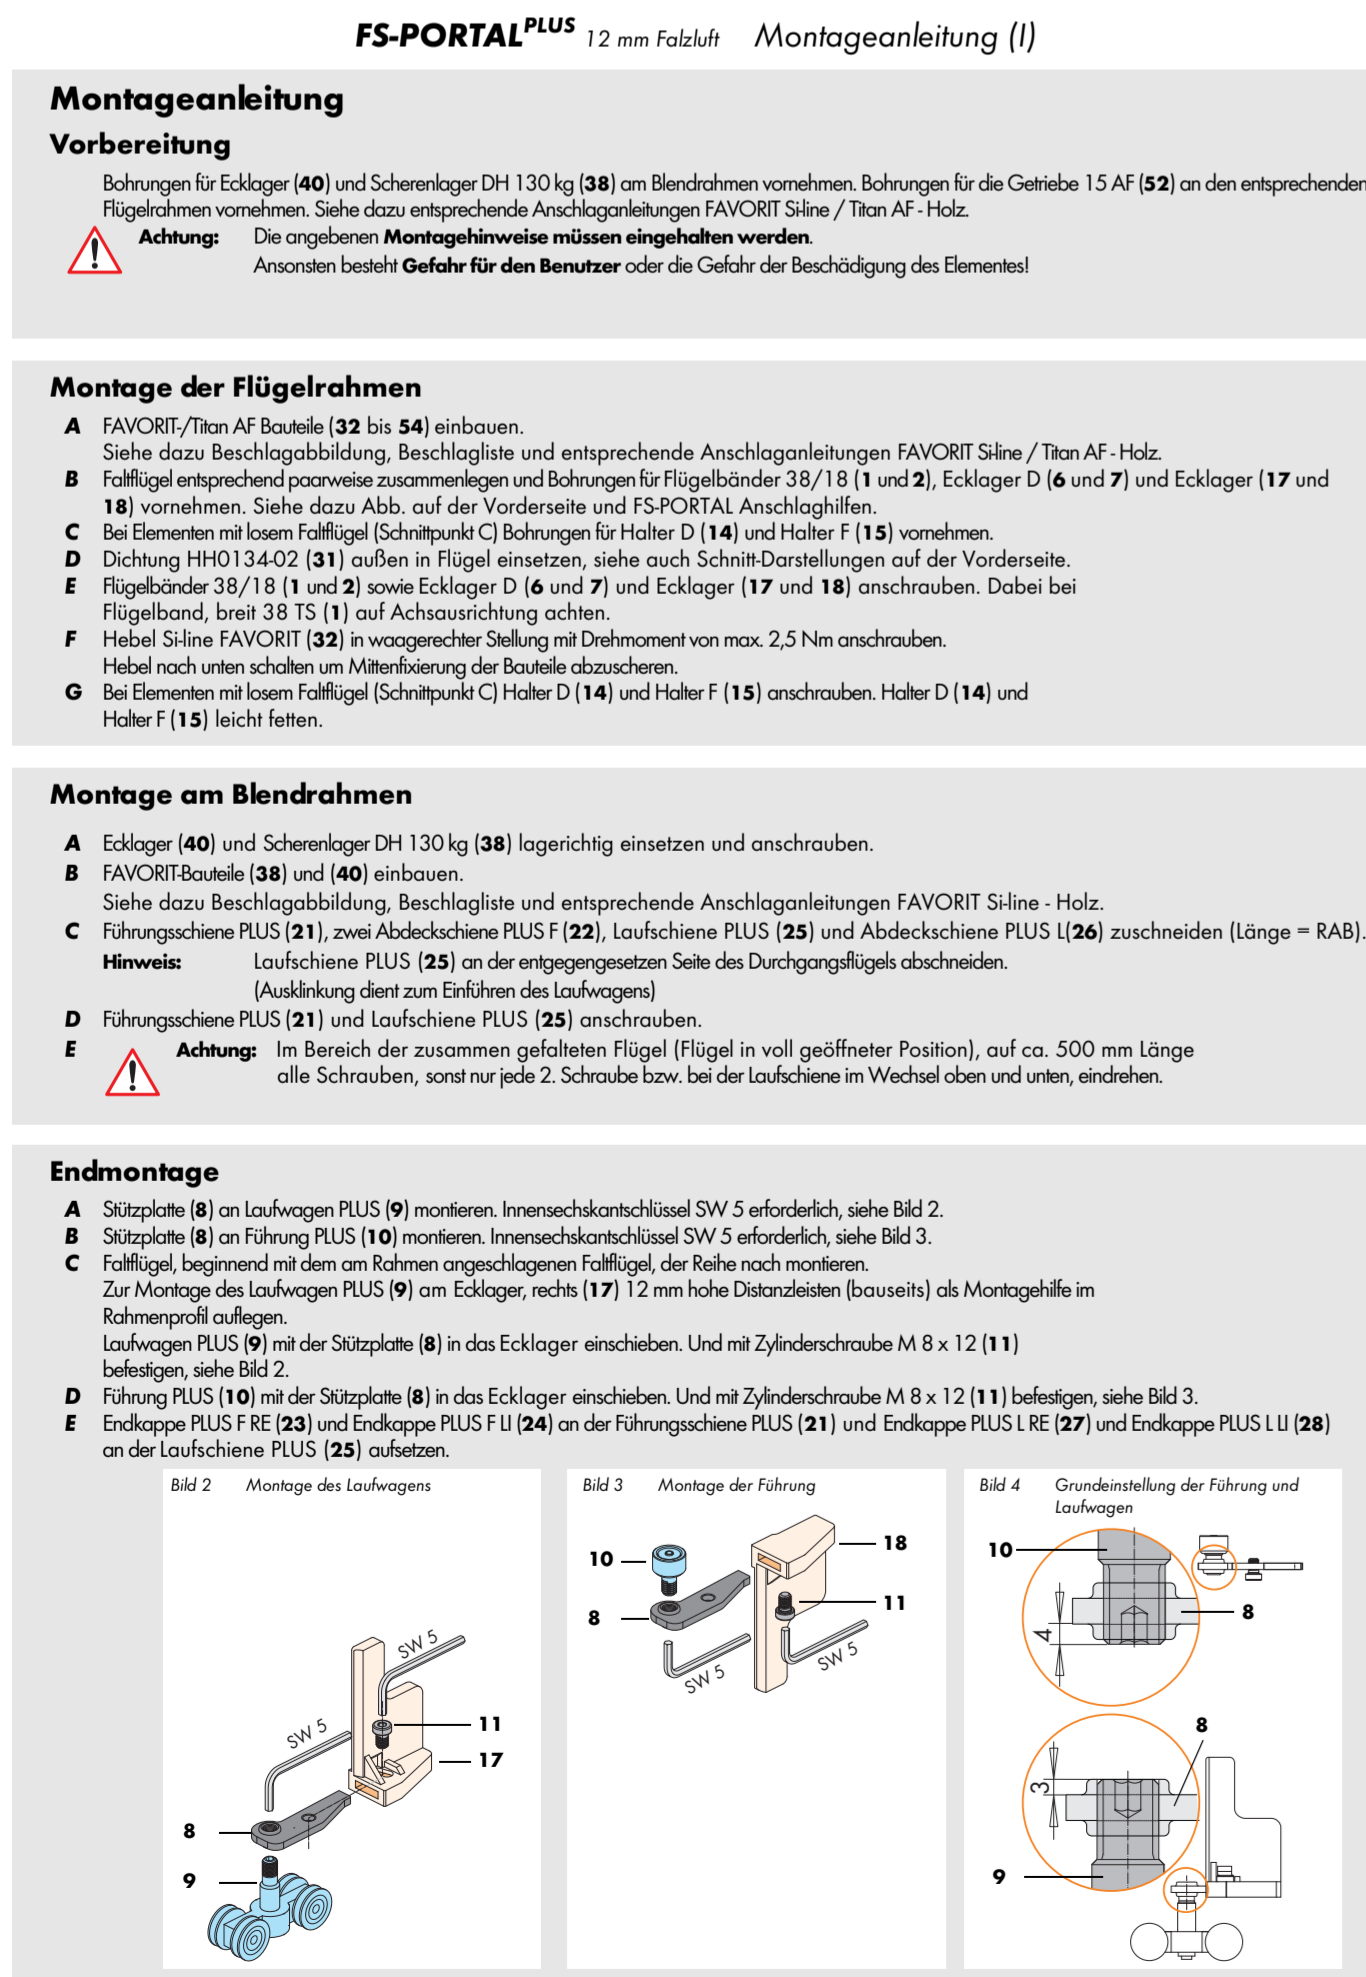 FS-PORTALPLUS 12 mm Falzluft Montageanleitung (I)
Montageanleitung
Vorbereitung
Bohrungen für Ecklager (40) und Scherenlager DH 130 kg (38) am Blendrahmen vornehmen. Bohrungen für die Getriebe 15 AF (52) an den entsprechenden
Flügelrahmen vornehmen. Siehe dazu entsprechende Anschlaganleitungen FAVORIT Si-line / Titan AF - Holz.
Achtung: Die angebenen Montagehinweise müssen eingehalten werden.
Ansonsten besteht Gefahr für den Benutzer oder die Gefahr der Beschädigung des Elementes!
Montage der Flügelrahmen
A FAVORIT-/Titan AF Bauteile (32 bis 54) einbauen.
Siehe dazu Beschlagabbildung, Beschlagliste und entsprechende Anschlaganleitungen FAVORIT Si-line / Titan AF - Holz.
B Faltflügel entsprechend paarweise zusammenlegen und Bohrungen für Flügelbänder 38/18 (1 und 2), Ecklager D (6 und 7) und Ecklager (17 und
18) vornehmen. Siehe dazu Abb. auf der Vorderseite und FS-PORTAL Anschlaghilfen.
C Bei Elementen mit losem Faltflügel (Schnittpunkt C) Bohrungen für Halter D (14) und Halter F (15) vornehmen.
D Dichtung HH0134-02 (31) außen in Flügel einsetzen, siehe auch Schnitt-Darstellungen auf der Vorderseite.
E Flügelbänder 38/18 (1 und 2) sowie Ecklager D (6 und 7) und Ecklager (17 und 18) anschrauben. Dabei bei
Flügelband, breit 38 TS (1) auf Achsausrichtung achten.
F Hebel Si-line FAVORIT (32) in waagerechter Stellung mit Drehmoment von max. 2,5 Nm anschrauben.
Hebel nach unten schalten um Mittenfixierung der Bauteile abzuscheren.
G Bei Elementen mit losem Faltflügel (Schnittpunkt C) Halter D (14) und Halter F (15) anschrauben. Halter D (14) und
Halter F (15) leicht fetten.
Montage am Blendrahmen
A Ecklager (40) und Scherenlager DH 130 kg (38) lagerichtig einsetzen und anschrauben.
B FAVORIT-Bauteile (38) und (40) einbauen.
Siehe dazu Beschlagabbildung, Beschlagliste und entsprechende Anschlaganleitungen FAVORIT Si-line - Holz.
C Führungsschiene PLUS (21), zwei Abdeckschiene PLUS F (22), Laufschiene PLUS (25) und Abdeckschiene PLUS L(26) zuschneiden (Länge = RAB).
Hinweis: Laufschiene PLUS (25) an der entgegengesetzen Seite des Durchgangsflügels abschneiden.
(Ausklinkung dient zum Einführen des Laufwagens)
D Führungsschiene PLUS (21) und Laufschiene PLUS (25) anschrauben.
E Achtung: Im Bereich der zusammen gefalteten Flügel (Flügel in voll geöffneter Position), auf ca. 500 mm Länge
alle Schrauben, sonst nur jede 2. Schraube bzw. bei der Laufschiene im Wechsel oben und unten, eindrehen.
Endmontage
A Stützplatte (8) an Laufwagen PLUS (9) montieren. Innensechskantschlüssel SW 5 erforderlich, siehe Bild 2.
B Stützplatte (8) an Führung PLUS (10) montieren. Innensechskantschlüssel SW 5 erforderlich, siehe Bild 3.
C Faltflügel, beginnend mit dem am Rahmen angeschlagenen Faltflügel, der Reihe nach montieren.
Zur Montage des Laufwagen PLUS (9) am Ecklager, rechts (17) 12 mm hohe Distanzleisten (bauseits) als Montagehilfe im
Rahmenprofil auflegen.
Laufwagen PLUS (9) mit der Stützplatte (8) in das Ecklager einschieben. Und mit Zylinderschraube M 8 x 12 (11)
befestigen, siehe Bild 2.
D Führung PLUS (10) mit der Stützplatte (8) in das Ecklager einschieben. Und mit Zylinderschraube M 8 x 12 (11) befestigen, siehe Bild 3.
E Endkappe PLUS F RE (23) und Endkappe PLUS F LI (24) an der Führungsschiene PLUS (21) und Endkappe PLUS L RE (27) und Endkappe PLUS L LI (28)
an der Laufschiene PLUS (25) aufsetzen.
Bild 2 Montage des Laufwagens
SW 5
SW 5
11
17
8
9
Bild 3 Montage der Führung
10
18
8
11
SW 5
SW 5
Bild 4 Grundeinstellung der Führung und
Laufwagen
10
8
4
8
3
9